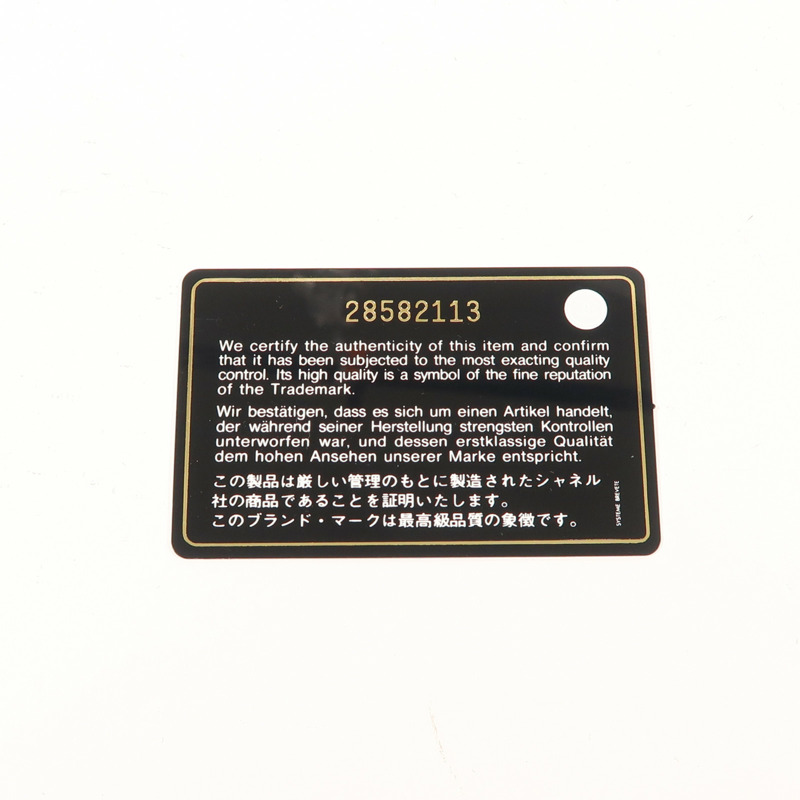 28582113
We certify the authenticity of this item and confirm
that it has been subjected to the most exacting quality
control. Its high quality is a symbol of the fine reputation
of the Trademark.
Wir bestätigen, dass es sich um einen Artikel handelt,
der während seiner Herstellung strengsten Kontrollen
unterworfen war, und dessen erstklassige Qualität
dem hohen Ansehen unserer Marke entspricht.
この製品は厳しい管理のもとに製造されたシャネル
社の商品であることを証明いたします。
このブランド・マークは最高級品質の象徴です。
SYSTEME BREVETE